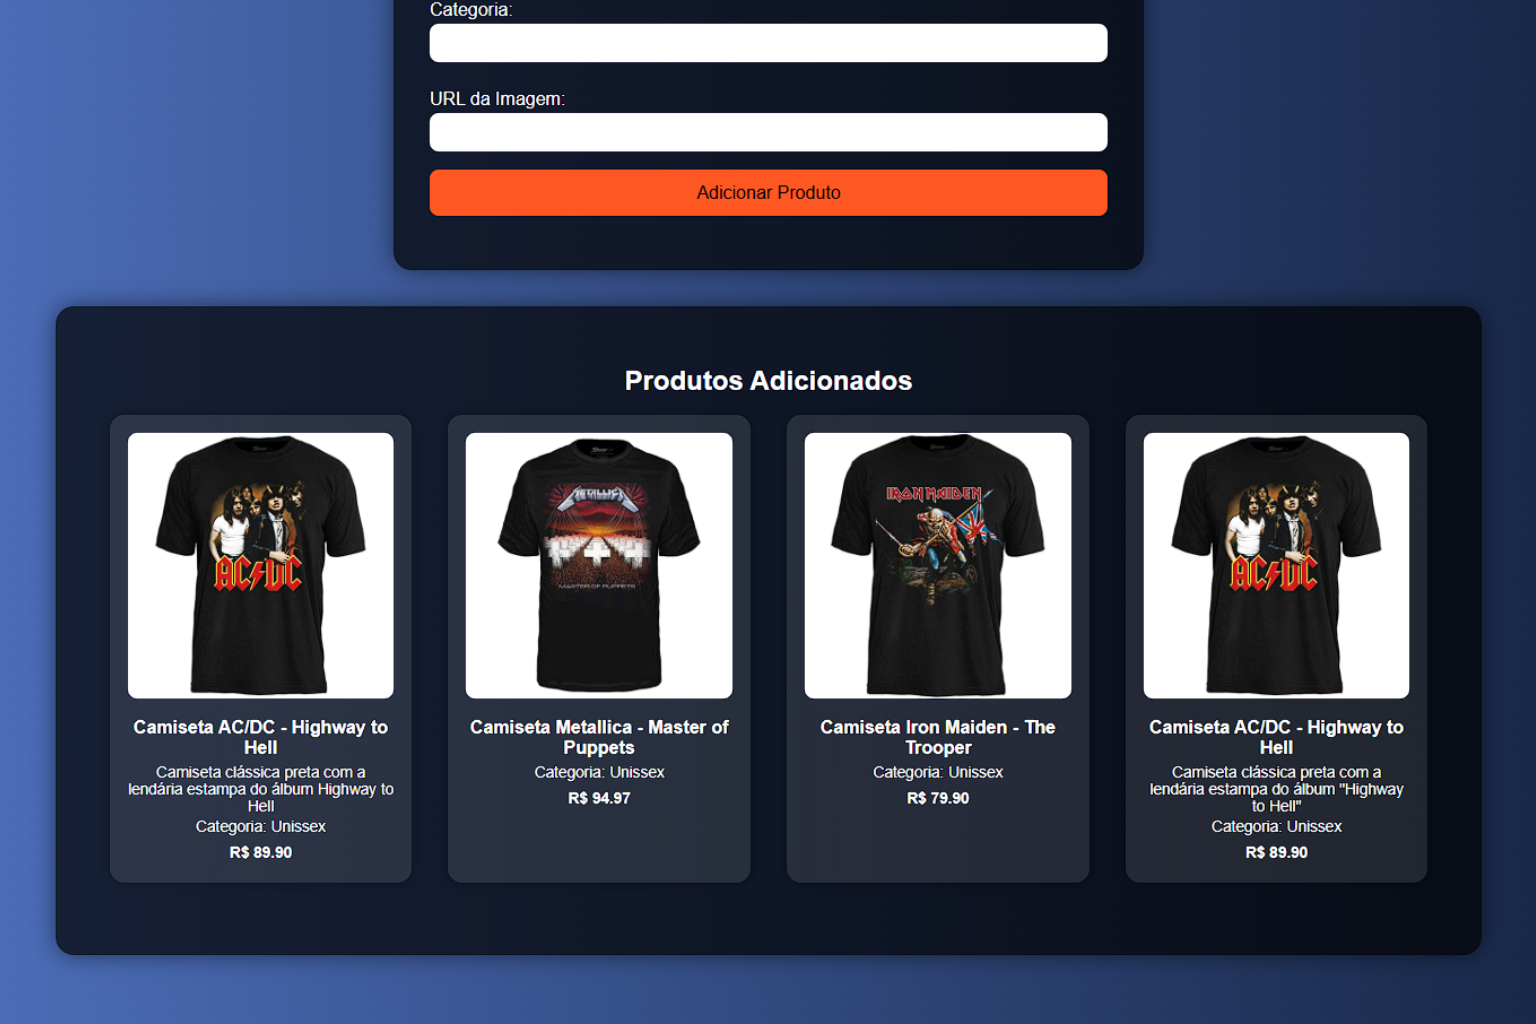 Categoria:
URL da Imagem:
Adicionar Produto
Produtos Adicionados
AC/DC
METALLICA
MASTER OF PUPPETS
IRON MAIDEN
AC/DC
Camiseta AC/DC - Highway to
Hell
Camiseta clássica preta com a
lendária estampa do álbum Highway to
Hell
Categoria: Unissex
R$ 89.90
Camiseta Metallica - Master of
Puppets
Categoria: Unissex
R$ 94.97
Camiseta Iron Maiden - The
Trooper
Categoria: Unissex
R$ 79.90
Camiseta AC/DC - Highway to
Hell
Camiseta clássica preta com a
lendária estampa do álbum "Highway
to Hell"
Categoria: Unissex
R$ 89.90